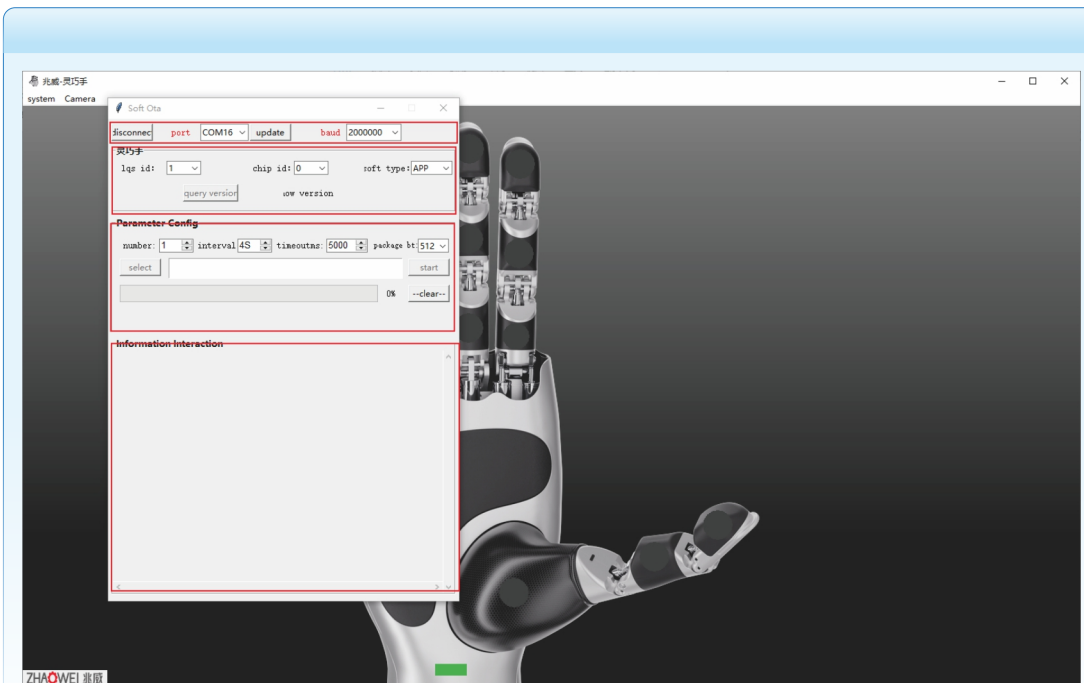 兆威-灵巧手
system Camera
Soft Ota
disconnec port COM16 update baud 2000000
灵巧手
lqs id: 1 chip id: 0 soft type: APP
query version ow version
Parameter Config
number: 1 interval 4S timeoutms: 5000 package bt: 512
select start
0% --clear--
Information Interaction
ZHAOWEI 兆威